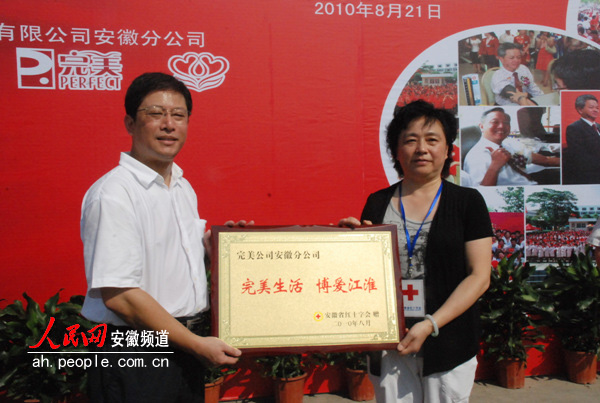 2010年8月21日
有限公司安徽分公司
完美
PERFECT
完美公司安徽分公司
完美生活 博爱江淮
安徽省红十字会 赠
二〇一〇年八月
人民网 安徽频道
ah.people.com.cn